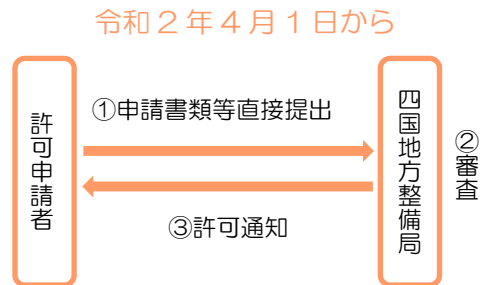 令和２年４月１日から
許可申請者
①申請書類等直接提出
四国地方整備局
②審査
③許可通知